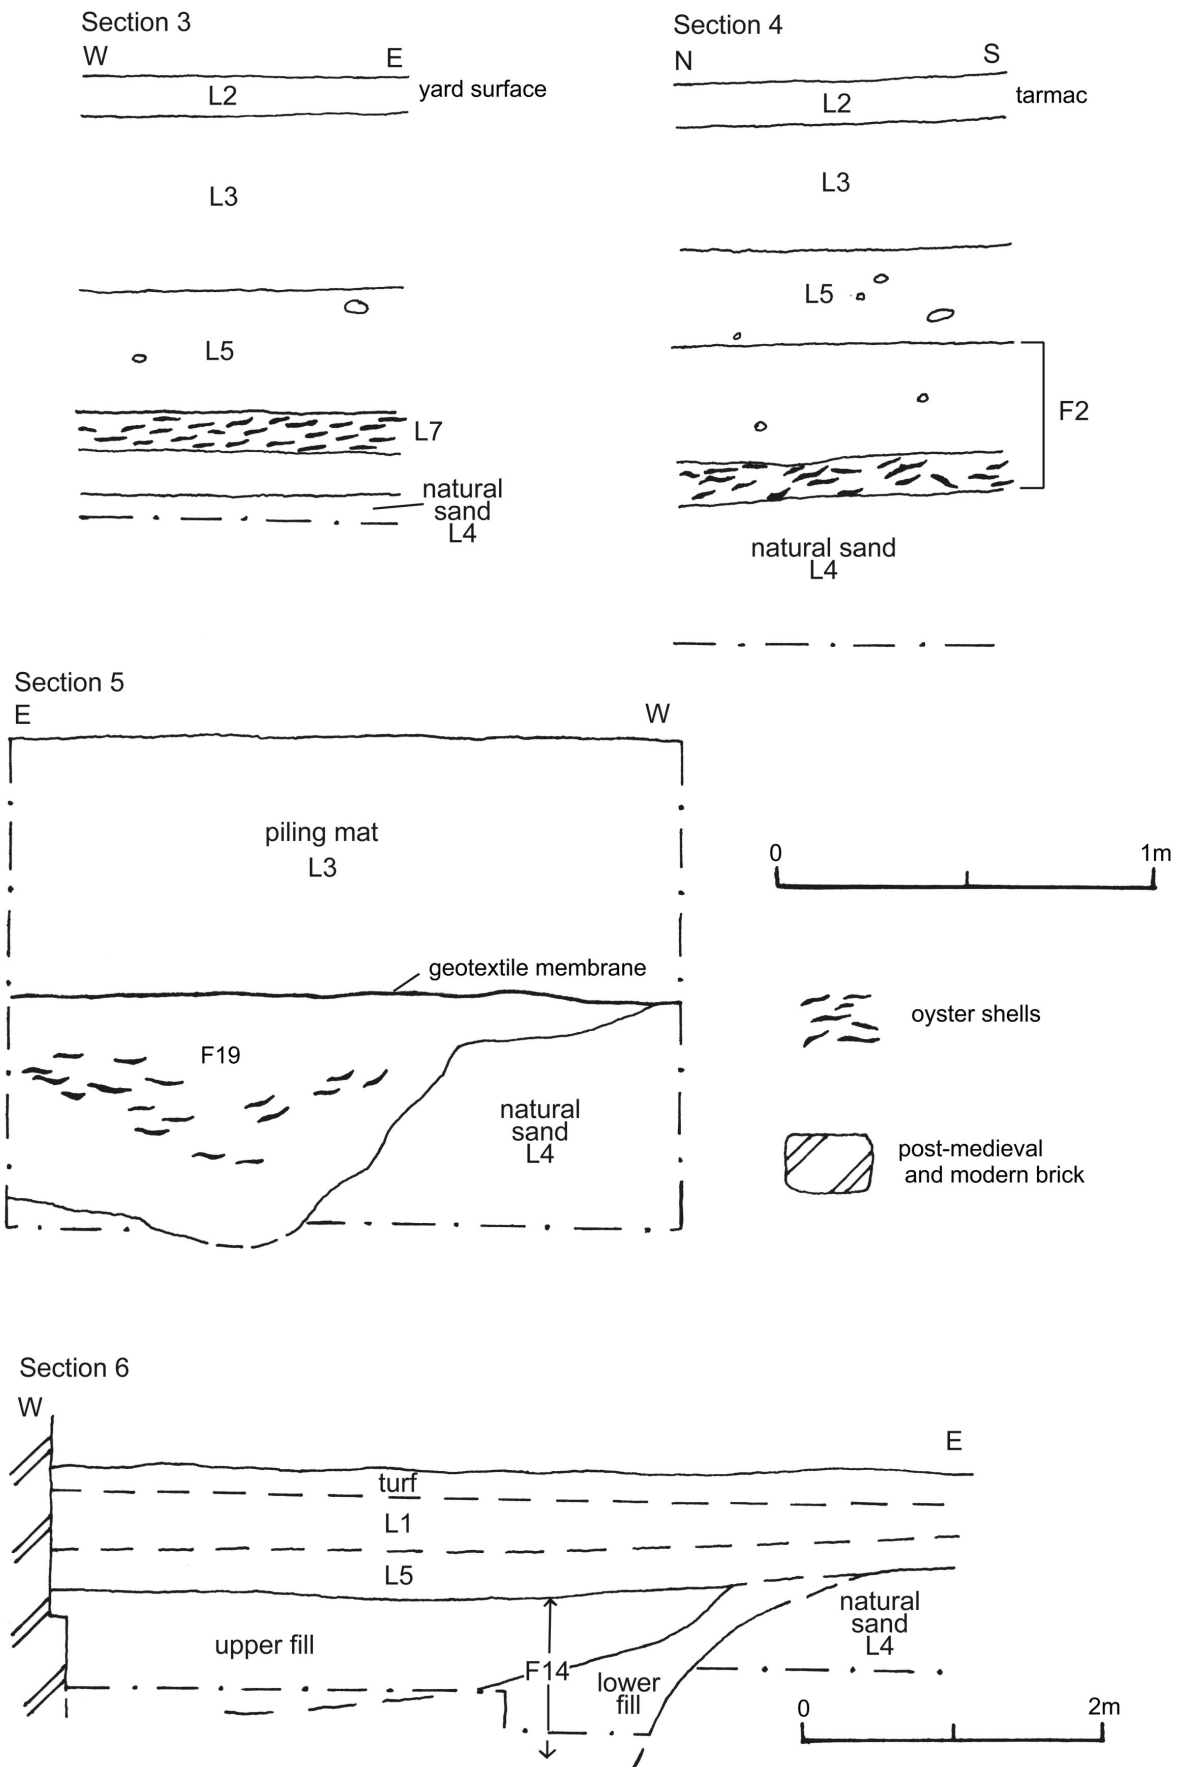 Section 3
W E
L2
yard surface
L3
L5
L7
natural
sand
L4
Section 4
N S
L2
tarmac
L3
L5
F2
natural sand
L4
Section 5
E W
piling mat
L3
geotextile membrane
F19
natural
sand
L4
0 1m
oyster shells
post-medieval
and modern brick
Section 6
W
E
turf
L1
L5
upper fill
F14
lower
fill
natural
sand
L4
0 2m